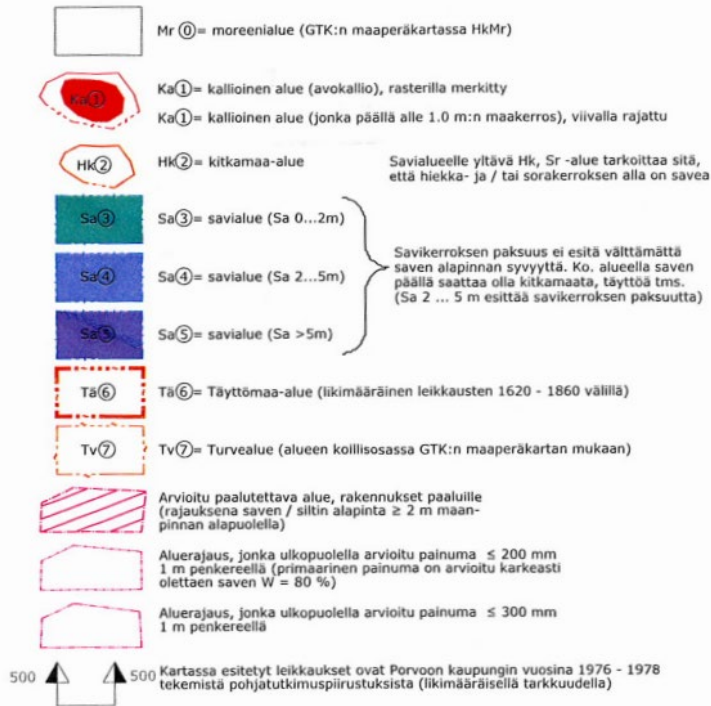 Mr ⓪= moreenialue (GTK:n maaperäkartassa HkMr)
Ka①
Ka①= kallioinen alue (avokallio), rasterilla merkitty
Ka①= kallioinen alue (jonka päällä alle 1.0 m:n maakerros), viivalla rajattu
Hk②
Hk②= kitkamaa-alue
Savialueelle yltävä Hk, Sr -alue tarkoittaa sitä,
että hiekka- ja / tai sorakerroksen alla on savea
Sa③
Sa③= savialue (Sa 0...2m)
Sa④
Sa④= savialue (Sa 2...5m)
Sa⑤
Sa⑤= savialue (Sa >5m)
Savikerroksen paksuus ei esitä välttämättä
saven alapinnan syvyyttä. Ko. alueella saven
päällä saattaa olla kitkamaata, täyttöä tms.
(Sa 2 ... 5 m esittää savikerroksen paksuutta)
Tä⑥
Tä⑥= Täyttömaa-alue (likimääräinen leikkausten 1620 - 1860 välillä)
Tv⑦
Tv⑦= Turvealue (alueen koillisosassa GTK:n maaperäkartan mukaan)
Arvioitu paalutettava alue, rakennukset paaluille
(rajauksena saven / siltin alapinta ≥ 2 m maan-
pinnan alapuolella)
Aluerajaus, jonka ulkopuolella arvioitu painuma ≤ 200 mm
1 m penkereellä (primaarinen painuma on arvioitu karkeasti
olettaen saven W = 80 %)
Aluerajaus, jonka ulkopuolella arvioitu painuma ≤ 300 mm
1 m penkereellä
500 500
Kartassa esitetyt leikkaukset ovat Porvoon kaupungin vuosina 1976 - 1978
tekemistä pohjatutkimuspiirustuksista (likimääräisellä tarkkuudella)